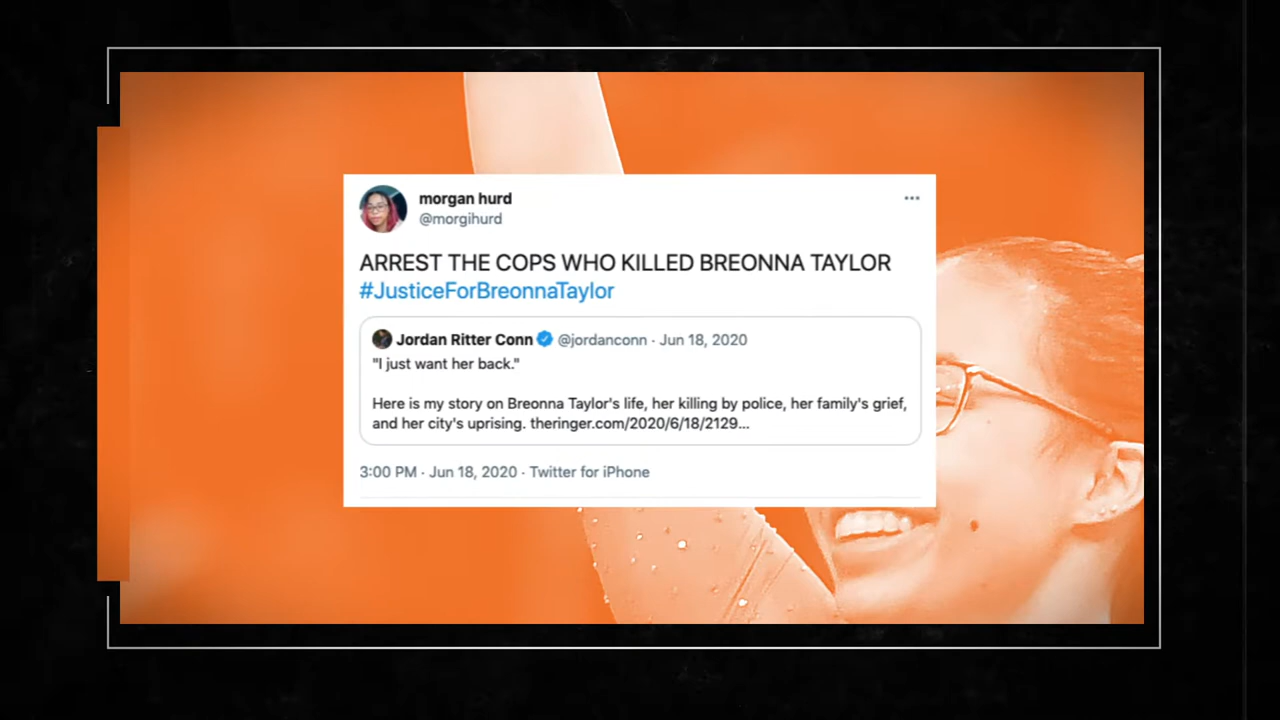 morgan hurd
@morgihurd
ARREST THE COPS WHO KILLED BREONNA TAYLOR
#JusticeForBreonnaTaylor
Jordan Ritter Conn @jordanconn · Jun 18, 2020
"I just want her back."
Here is my story on Breonna Taylor's life, her killing by police, her family's grief,
and her city's uprising. theringer.com/2020/6/18/2129...
3:00 PM · Jun 18, 2020 · Twitter for iPhone